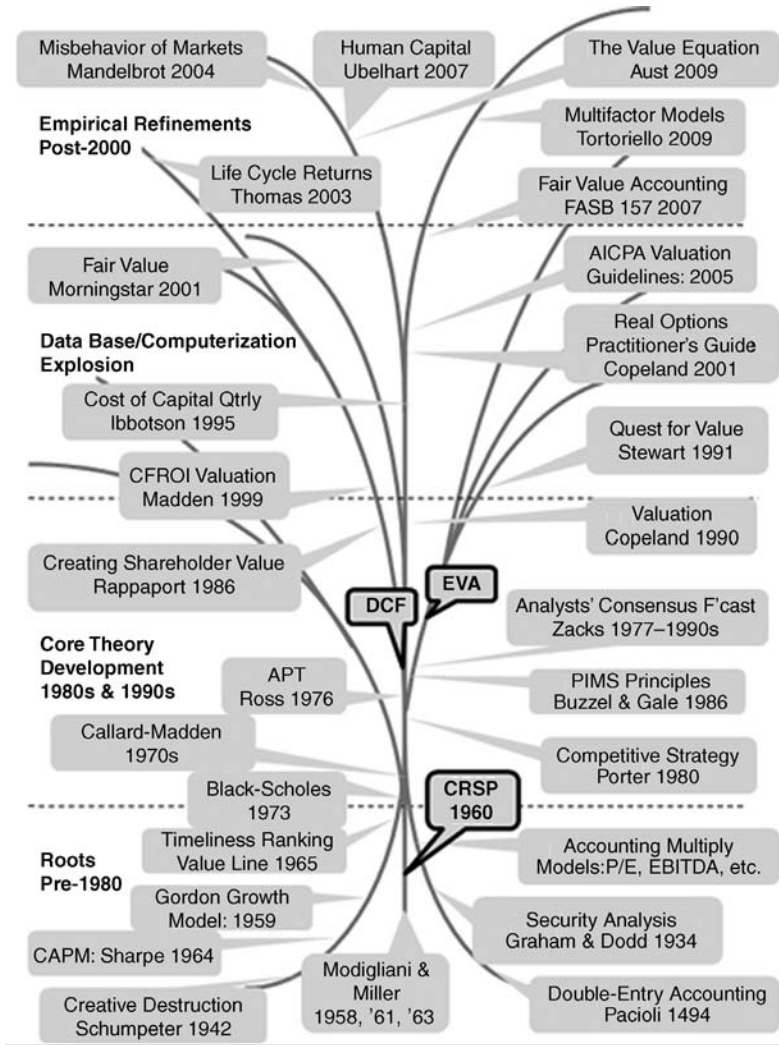 Misbehavior of Markets
Mandelbrot 2004
Human Capital
Ubelhart 2007
The Value Equation
Aust 2009
Empirical Refinements
Post-2000
Multifactor Models
Tortoriello 2009
Life Cycle Returns
Thomas 2003
Fair Value Accounting
FASB 157 2007
Fair Value
Morningstar 2001
AICPA Valuation
Guidelines: 2005
Data Base/Computerization
Explosion
Real Options
Practitioner's Guide
Copeland 2001
Cost of Capital Qtrly
Ibbotson 1995
Quest for Value
Stewart 1991
CFROI Valuation
Madden 1999
Valuation
Copeland 1990
Creating Shareholder Value
Rappaport 1986
DCF
EVA
Analysts' Consensus F'cast
Zacks 1977–1990s
Core Theory
Development
1980s & 1990s
APT
Ross 1976
PIMS Principles
Buzzel & Gale 1986
Callard-Madden
1970s
Competitive Strategy
Porter 1980
Black-Scholes
1973
CRSP
1960
Timeliness Ranking
Value Line 1965
Accounting Multiply
Models:P/E, EBITDA, etc.
Roots
Pre-1980
Gordon Growth
Model: 1959
Security Analysis
Graham & Dodd 1934
CAPM: Sharpe 1964
Modigliani &
Miller
1958, '61, '63
Creative Destruction
Schumpeter 1942
Double-Entry Accounting
Pacioli 1494